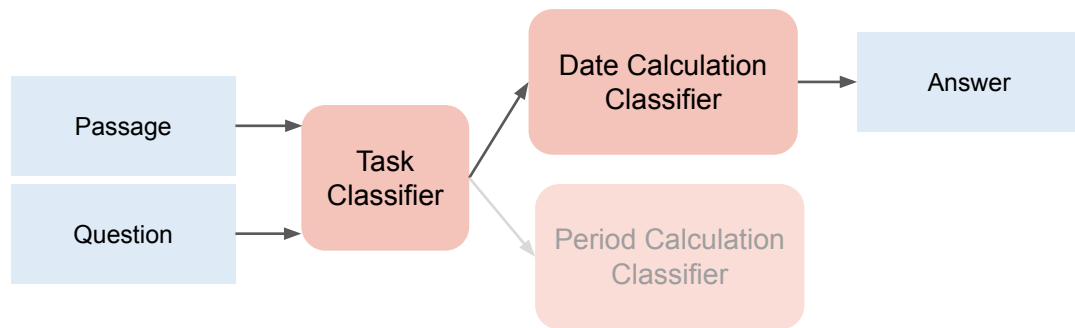 Passage
Question
Task
Classifier
Date Calculation
Classifier
Period Calculation
Classifier
Answer